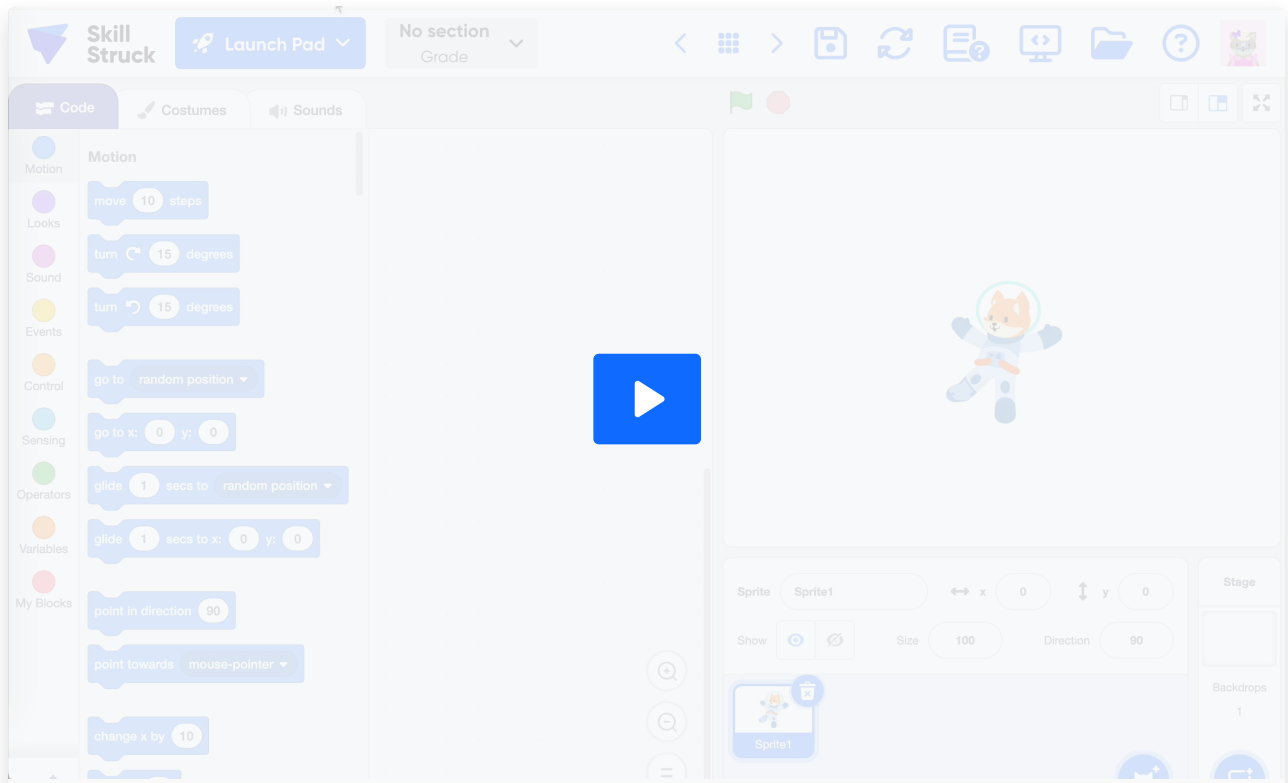 Skill
Struck
Launch Pad
No section
Grade
Code
Costumes
Sounds
Motion
Looks
Sound
Events
Control
Sensing
Operators
Variables
My Blocks
Motion
move 10 steps
turn 15 degrees
turn 15 degrees
go to random position
go to x: 0 y: 0
glide 1 secs to random position
glide 1 secs to x: 0 y: 0
point in direction 90
point towards mouse-pointer
change x by 10
Sprite Sprite1 x 0 y 0
Show Size 100 Direction 90
Sprite1
Stage
Backdrops
1